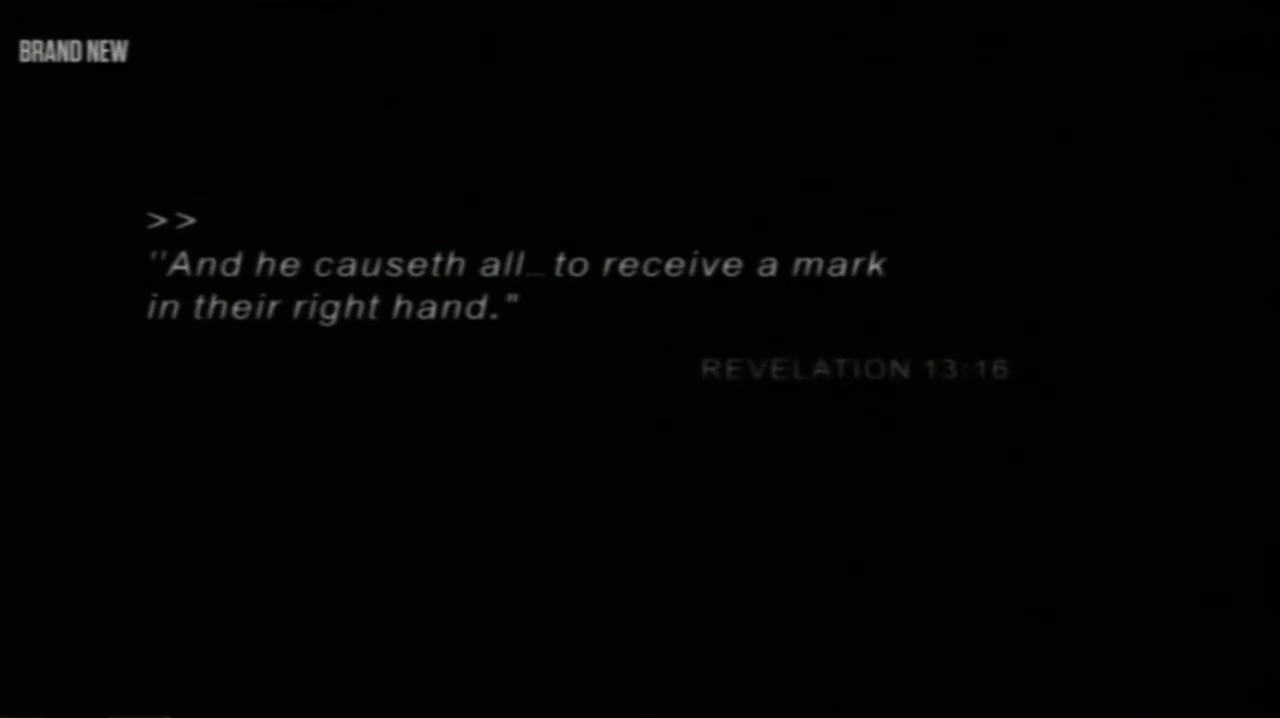 BRAND NEW
>>
"And he causeth all...to receive a mark
in their right hand."
REVELATION 13:16